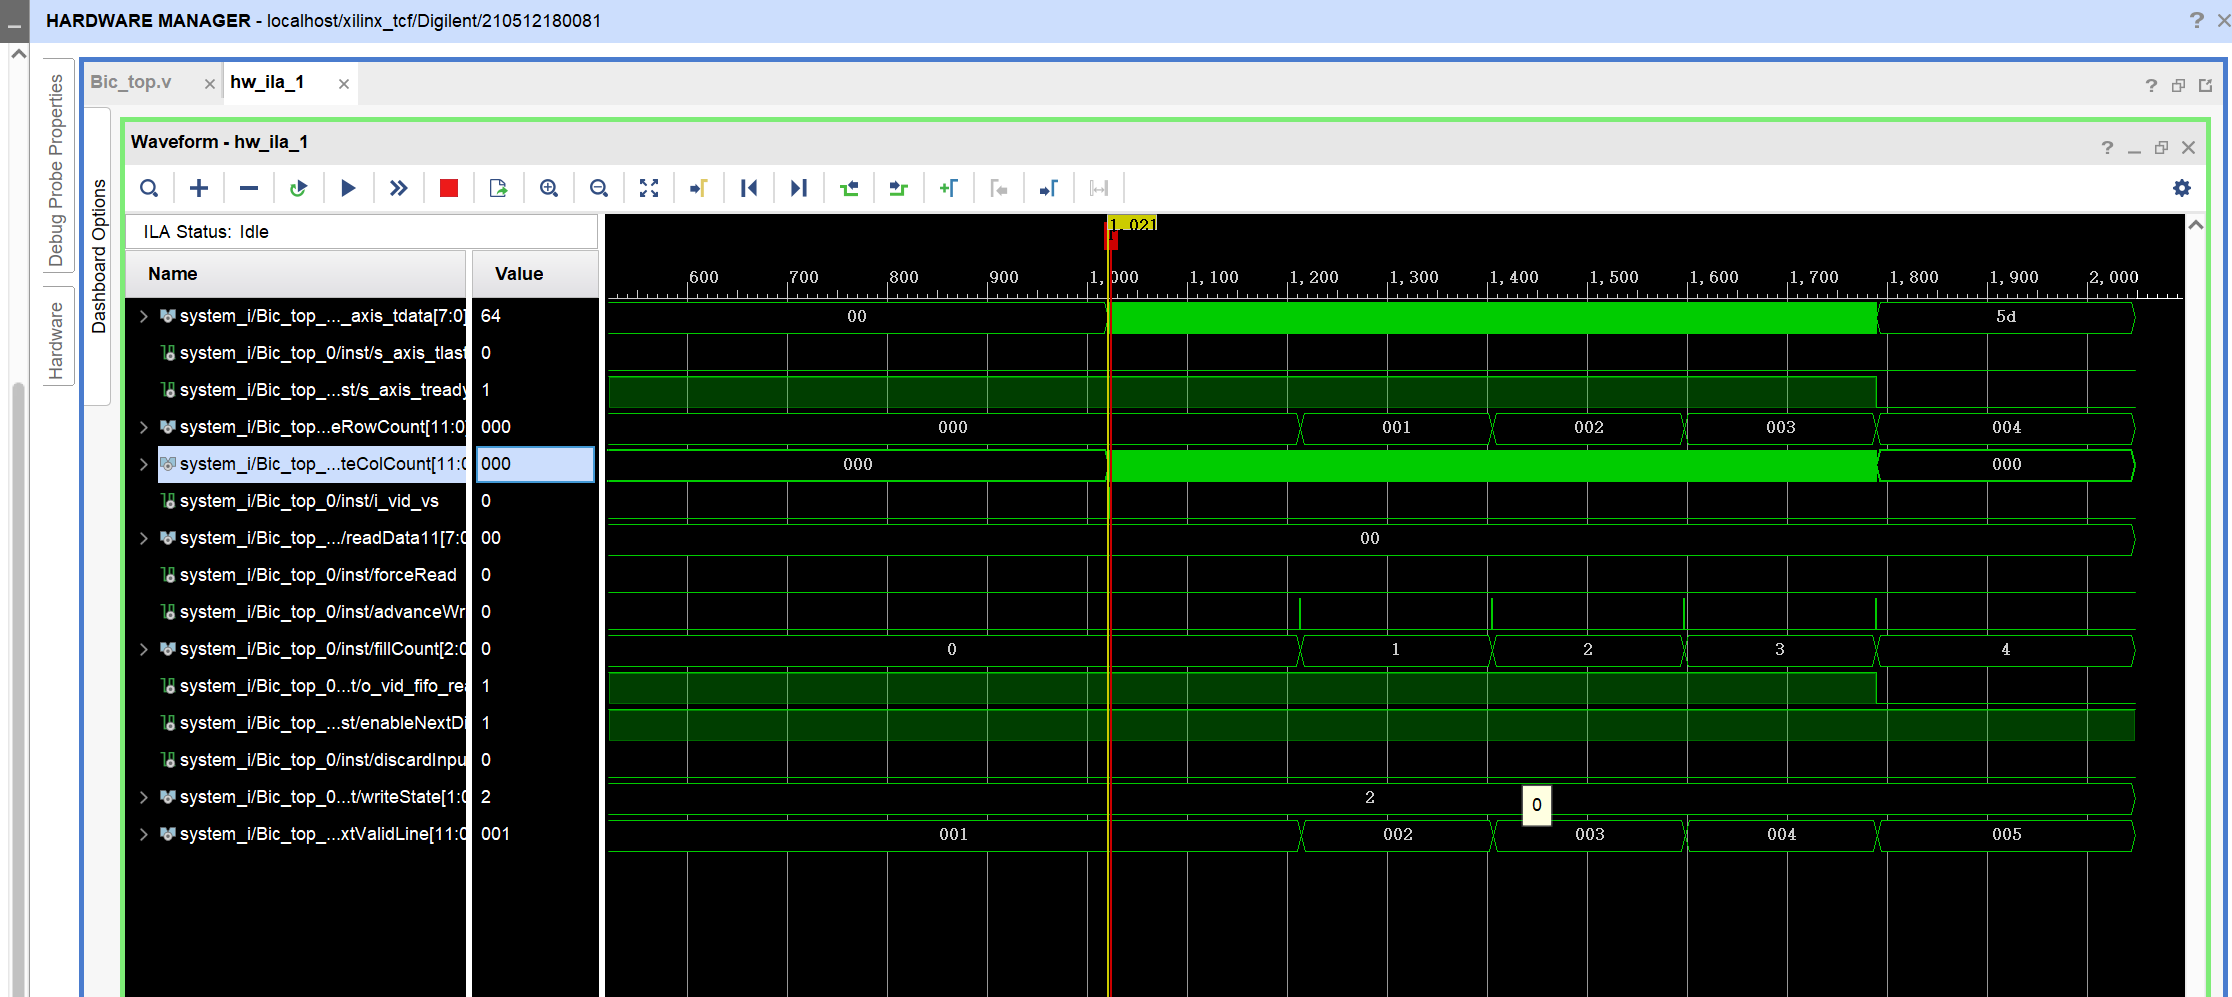 HARDWARE MANAGER - localhost/xilinx_tcf/Digilent/210512180081
Debug Probe Properties
Hardware
Bic_top.v
hw_ila_1
Dashboard Options
Waveform - hw_ila_1
ILA Status: Idle
Name Value
1,021
600 700 800 900 1,000 1,100 1,200 1,300 1,400 1,500 1,600 1,700 1,800 1,900 2,000
system_i/Bic_top_..._axis_tdata[7:0] 64 00 5d
system_i/Bic_top_0/inst/s_axis_tlast 0
system_i/Bic_top_...st/s_axis_tready 1
system_i/Bic_top...eRowCount[11:0] 000 000 001 002 003 004
system_i/Bic_top_...teColCount[11:0 000 000 000
system_i/Bic_top_0/inst/i_vid_vs 0
system_i/Bic_top_.../readData11[7:0 00 00
system_i/Bic_top_0/inst/forceRead 0
system_i/Bic_top_0/inst/advanceWr 0
system_i/Bic_top_0/inst/fillCount[2:0 0 0 1 2 3 4
system_i/Bic_top_0...t/o_vid_fifo_rea 1
system_i/Bic_top_...st/enableNextDi 1
system_i/Bic_top_0/inst/discardInpu 0
system_i/Bic_top_0...t/writeState[1:0 2 2
0
system_i/Bic_top_...xtValidLine[11:0 001 001 002 003 004 005